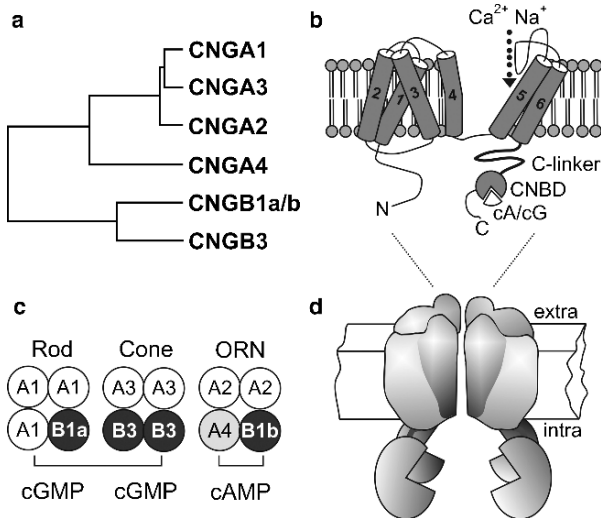 a
CNGA1
CNGA3
CNGA2
CNGA4
CNGB1a/b
CNGB3
b
Ca2+ Na+
2
1
3
4
5
6
C-linker
CNBD
cA/cG
N
C
c
Rod Cone ORN
A1 A1 A3 A3 A2 A2
A1 B1a B3 B3 A4 B1b
cGMP cGMP cAMP
d
extra
intra